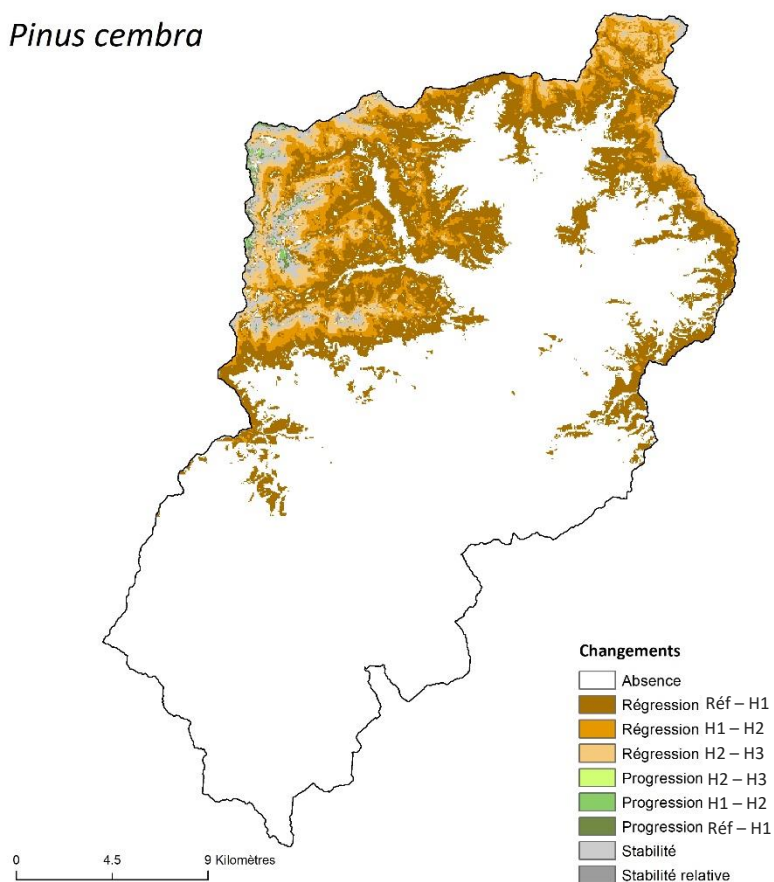 Pinus cembra
Changements
Absence
Régression Réf – H1
Régression H1 – H2
Régression H2 – H3
Progression H2 – H3
Progression H1 – H2
Progression Réf – H1
Stabilité
Stabilité relative
0 4.5 9 Kilomètres